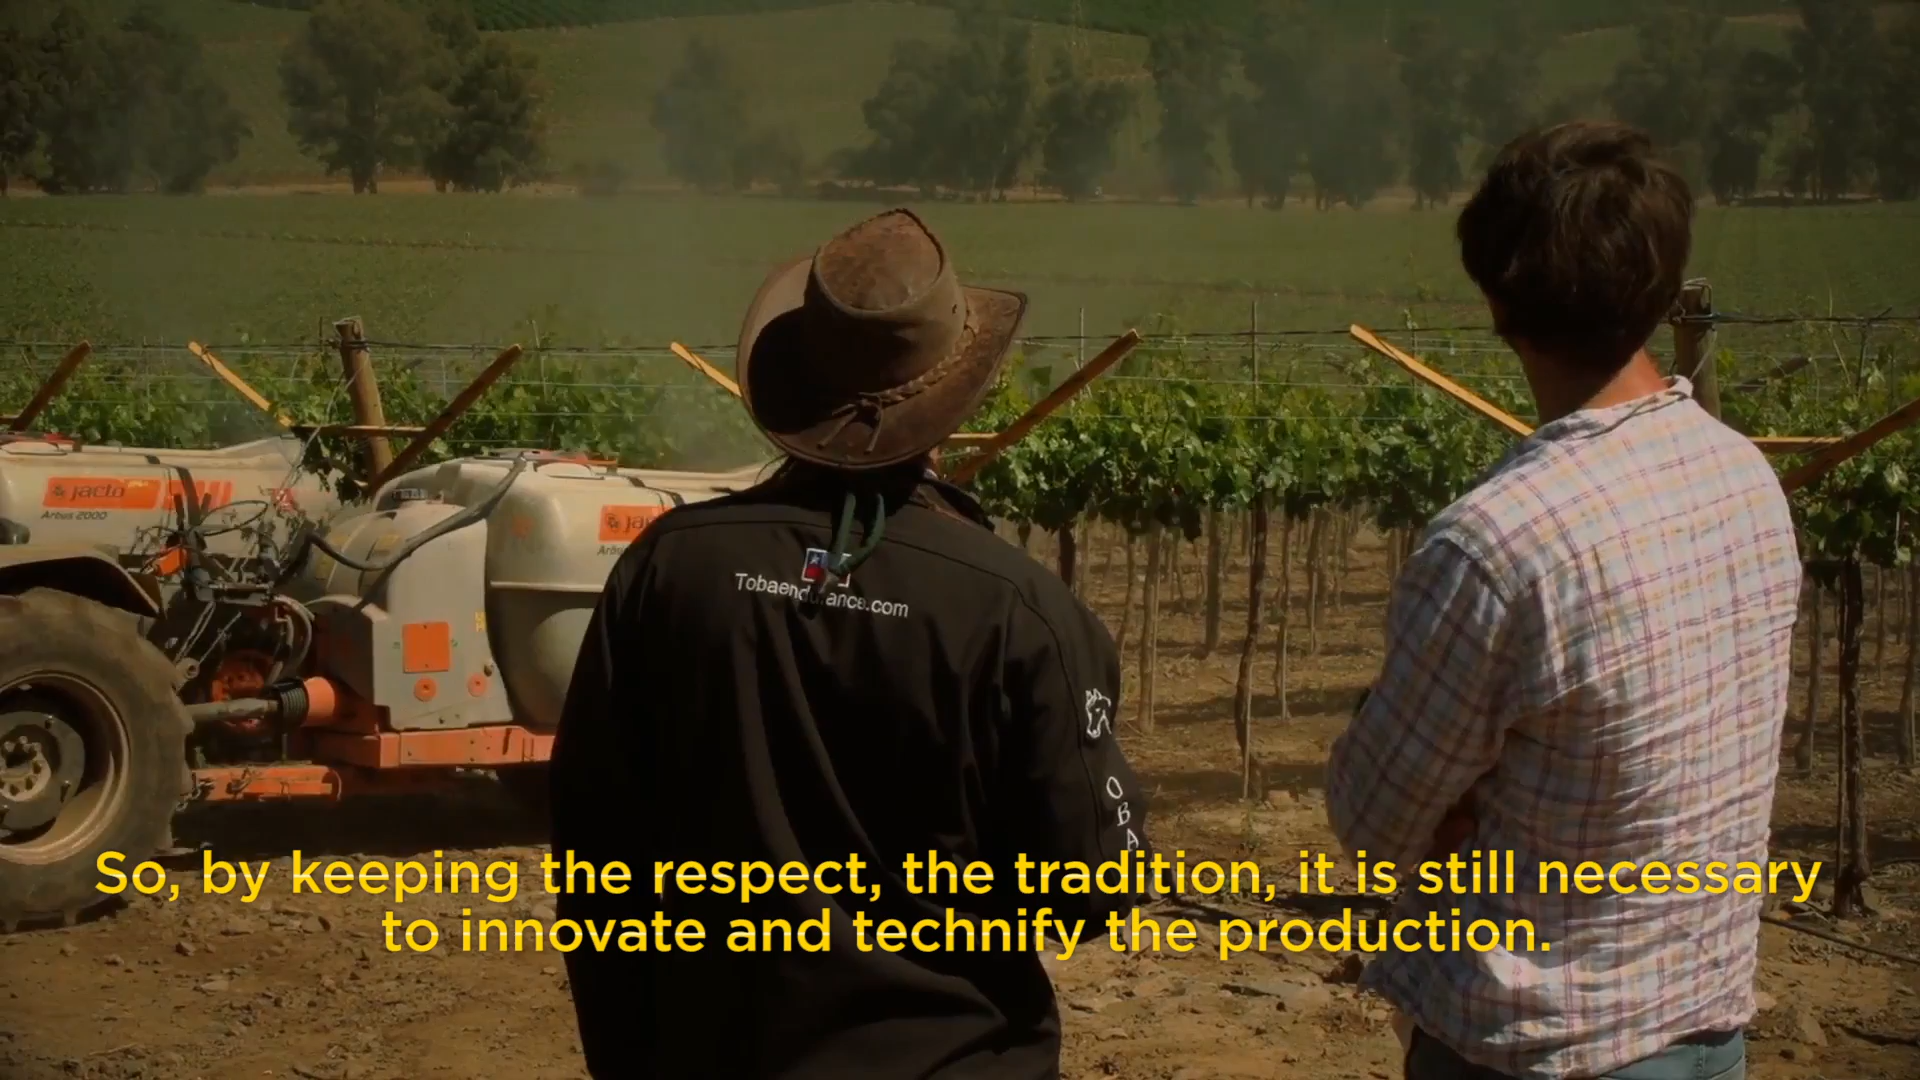 jacto
Arbus 2000
Tobaendurance.com
OBA
So, by keeping the respect, the tradition, it is still necessary
to innovate and technify the production.